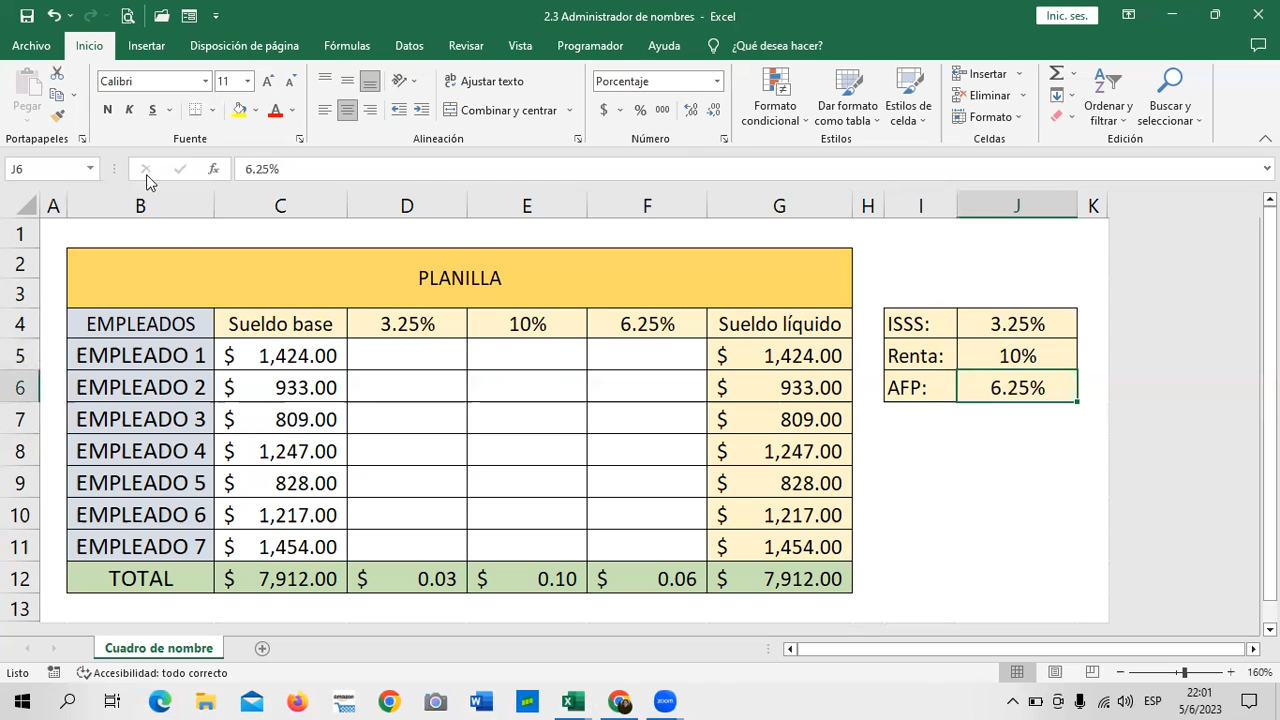 2.3 Administrador de nombres - Excel
Inic. ses.
Archivo Inicio Insertar Disposición de página Fórmulas Datos Revisar Vista Programador Ayuda ¿Qué desea hacer?
Pegar
Calibri 11
N K S
Ajustar texto
Combinar y centrar
Porcentaje
$ % 000
Formato condicional
Dar formato como tabla
Estilos de celda
Insertar
Eliminar
Formato
Ordenar y filtrar
Buscar y seleccionar
Portapapeles Fuente Alineación Número Estilos Celdas Edición
J6 fx 6.25%
A B C D E F G H I J K
1
2 PLANILLA
3
4 EMPLEADOS Sueldo base 3.25% 10% 6.25% Sueldo líquido ISSS: 3.25%
5 EMPLEADO 1 $ 1,424.00 $ 1,424.00 Renta: 10%
6 EMPLEADO 2 $ 933.00 $ 933.00 AFP: 6.25%
7 EMPLEADO 3 $ 809.00 $ 809.00
8 EMPLEADO 4 $ 1,247.00 $ 1,247.00
9 EMPLEADO 5 $ 828.00 $ 828.00
10 EMPLEADO 6 $ 1,217.00 $ 1,217.00
11 EMPLEADO 7 $ 1,454.00 $ 1,454.00
12 TOTAL $ 7,912.00 $ 0.03 $ 0.10 $ 0.06 $ 7,912.00
13
Cuadro de nombre
Listo Accesibilidad: todo correcto 160%
ESP
22:01
5/6/2023